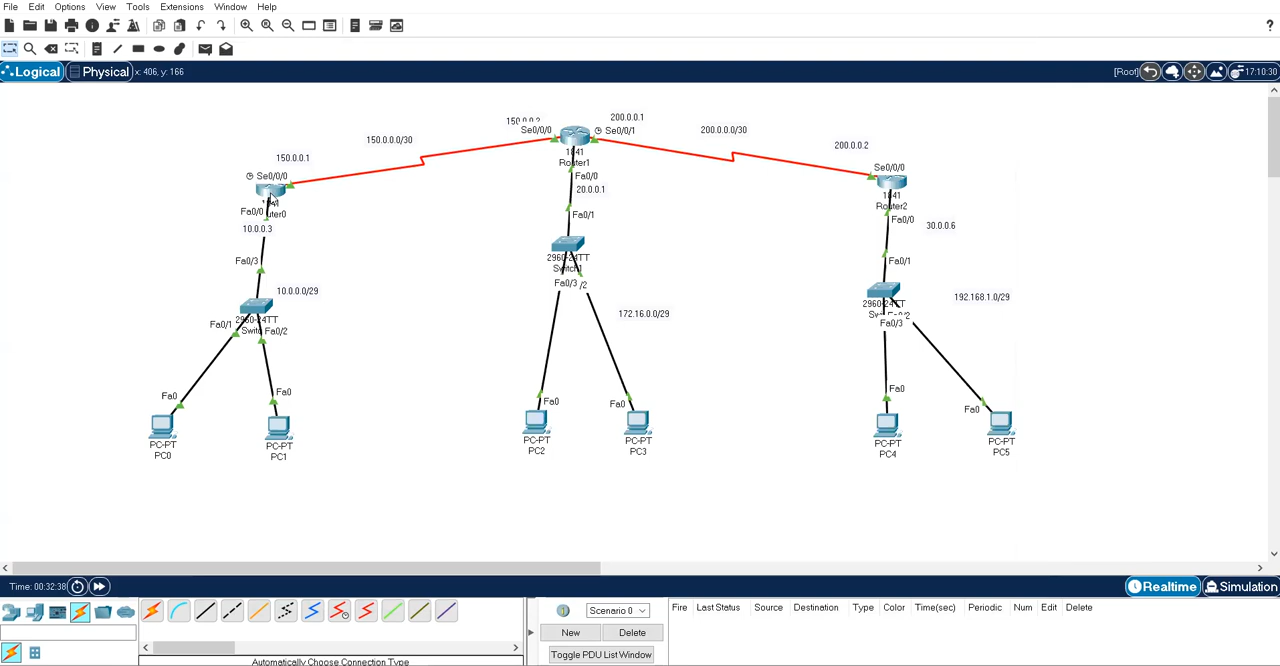 File Edit Options View Tools Extensions Window Help
?
Logical Physical x: 406, y: 166 [Root] 17:10:30
150.0.0.2 200.0.0.1
Se0/0/0 Se0/0/1
150.0.0.0/30 200.0.0.0/30
1841
Router1
150.0.0.1 200.0.0.2
Se0/0/0 Fa0/0 Se0/0/0
20.0.0.1
1841
Router2
Fa0/0
10.0.0.3 Fa0/1 Fa0/0
30.0.0.6
Fa0/3 2960-24TT Fa0/1
Switch1
10.0.0.0/29 Fa0/3 /2 192.168.1.0/29
2960-24TT 2960-24TT
Fa0/1 Fa0/2 172.16.0.0/29 Fa0/3
Fa0 Fa0 Fa0 Fa0 Fa0 Fa0
PC-PT PC-PT PC-PT PC-PT PC-PT PC-PT
PC0 PC1 PC2 PC3 PC4 PC5
Time: 00:32:38 Realtime Simulation
Scenario 0 Fire Last Status Source Destination Type Color Time(sec) Periodic Num Edit Delete
New Delete
Toggle PDU List Window
Automatically Choose Connection Type